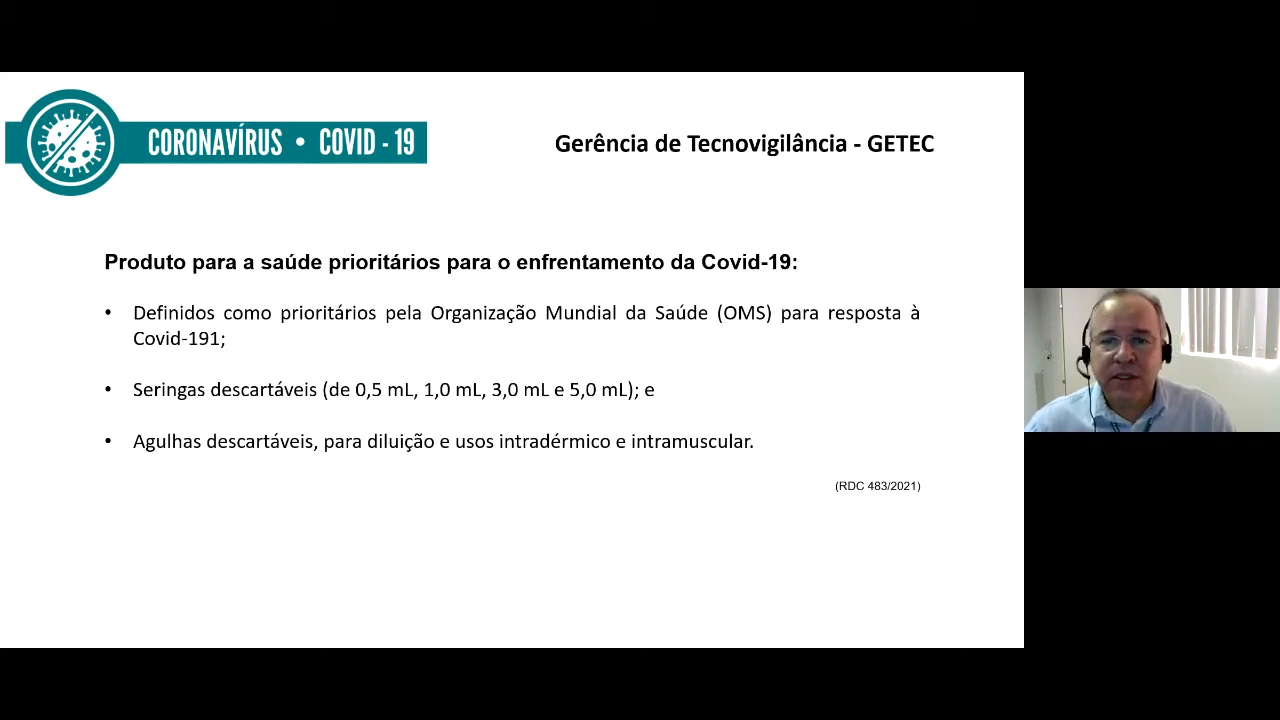 CORONAVÍRUS • COVID - 19
Gerência de Tecnovigilância - GETEC
Produto para a saúde prioritários para o enfrentamento da Covid-19:
• Definidos como prioritários pela Organização Mundial da Saúde (OMS) para resposta à
Covid-191;
• Seringas descartáveis (de 0,5 mL, 1,0 mL, 3,0 mL e 5,0 mL); e
• Agulhas descartáveis, para diluição e usos intradérmico e intramuscular.
(RDC 483/2021)